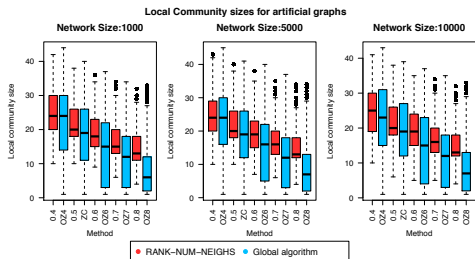 Local Community sizes for artificial graphs
Network Size:1000
Network Size:5000
Network Size:10000
Local community size
0 10 20 30 40
0.4 OZ4 0.5 ZC 0.6 OZ6 0.7 OZ7 0.8 OZ8
Method
Local community size
0 10 20 30 40
0.4 OZ4 0.5 ZC 0.6 OZ6 0.7 OZ7 0.8 OZ8
Method
Local community size
0 10 20 30 40
0.4 OZ4 0.5 ZC 0.6 OZ6 0.7 OZ7 0.8 OZ8
Method
RANK−NUM−NEIGHS Global algorithm